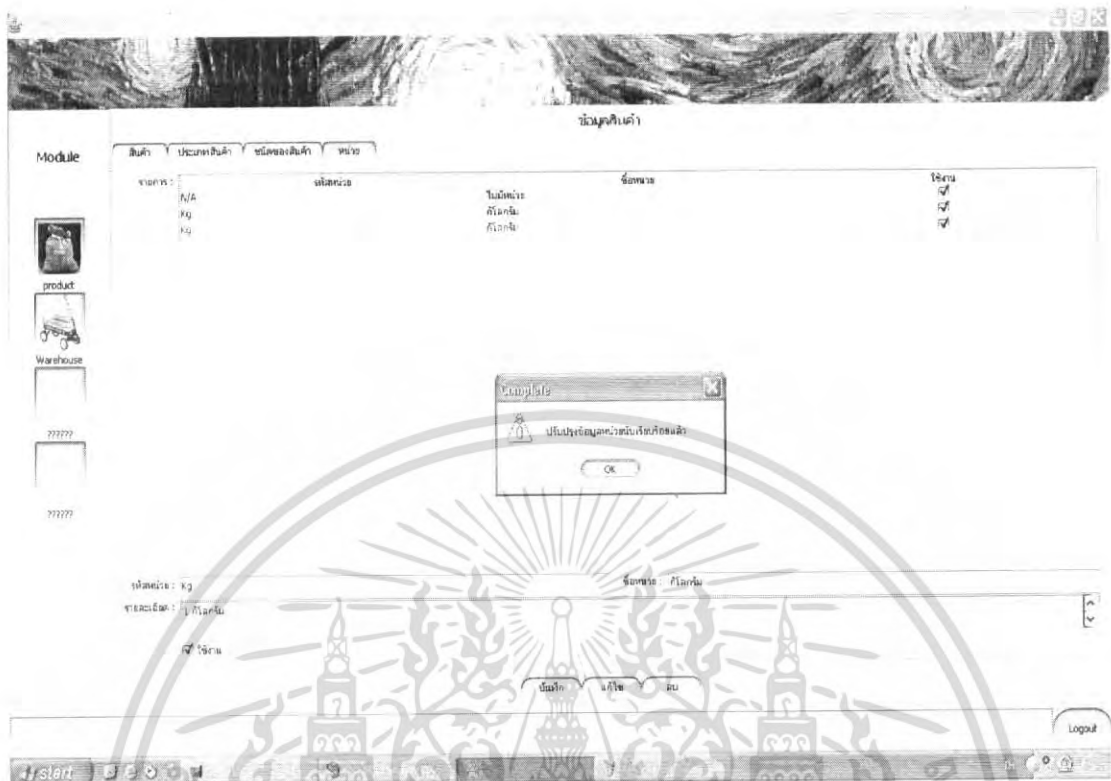 ข้อมูลสินค้า
Module
สินค้า ประเภทสินค้า ชนิดของสินค้า หน่วย
รายการ : รหัสหน่วย ชื่อหน่วย ใช้งาน
N/A ไม่มีหน่วย
Kg กิโลกรัม
Kg กิโลกรัม
product
Warehouse
??????
??????
Complete
ปรับปรุงข้อมูลหน่วยนับเรียบร้อยแล้ว
OK
รหัสหน่วย : Kg ชื่อหน่วย : กิโลกรัม
รายละเอียด : 1 กิโลกรัม
ใช้งาน
บันทึก แก้ไข ลบ
Logout
start